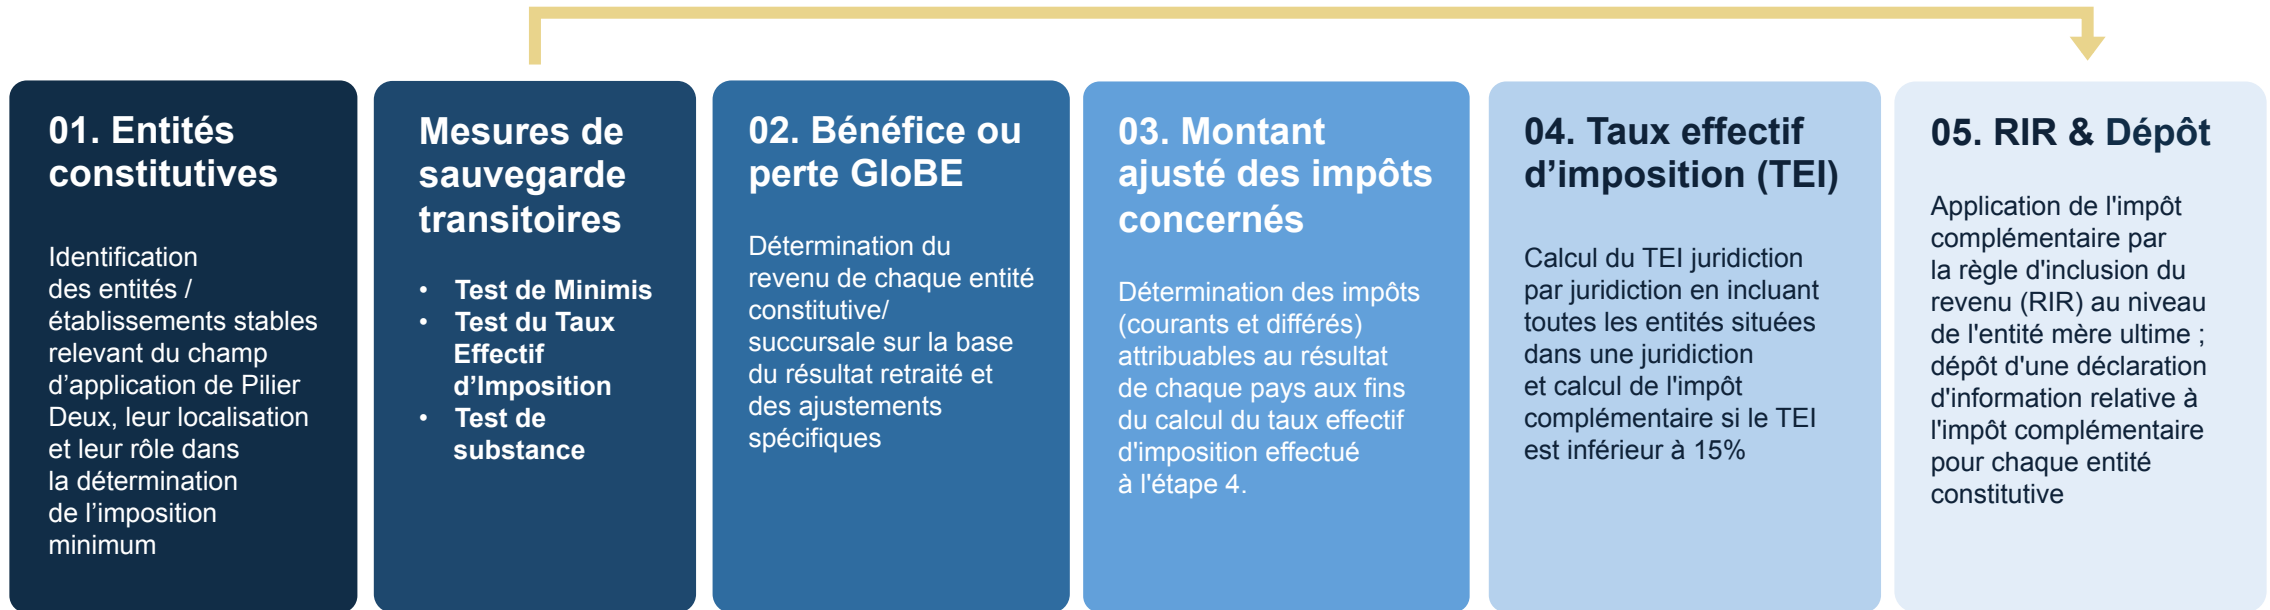 01. Entités
constitutives
Identification
des entités /
établissements stables
relevant du champ
d’application de Pilier
Deux, leur localisation
et leur rôle dans
la détermination
de l’imposition
minimum
Mesures de
sauvegarde
transitoires
• Test de Minimis
• Test du Taux
Effectif
d’Imposition
• Test de
substance
02. Bénéfice ou
perte GloBE
Détermination du
revenu de chaque entité
constitutive/
succursale sur la base
du résultat retraité et
des ajustements
spécifiques
03. Montant
ajusté des impôts
concernés
Détermination des impôts
(courants et différés)
attribuables au résultat
de chaque pays aux fins
du calcul du taux effectif
d'imposition effectué
à l'étape 4.
04. Taux effectif
d’imposition (TEI)
Calcul du TEI juridiction
par juridiction en incluant
toutes les entités situées
dans une juridiction
et calcul de l'impôt
complémentaire si le TEI
est inférieur à 15%
05. RIR & Dépôt
Application de l'impôt
complémentaire par
la règle d'inclusion du
revenu (RIR) au niveau
de l'entité mère ultime ;
dépôt d'une déclaration
d'information relative à
l'impôt complémentaire
pour chaque entité
constitutive